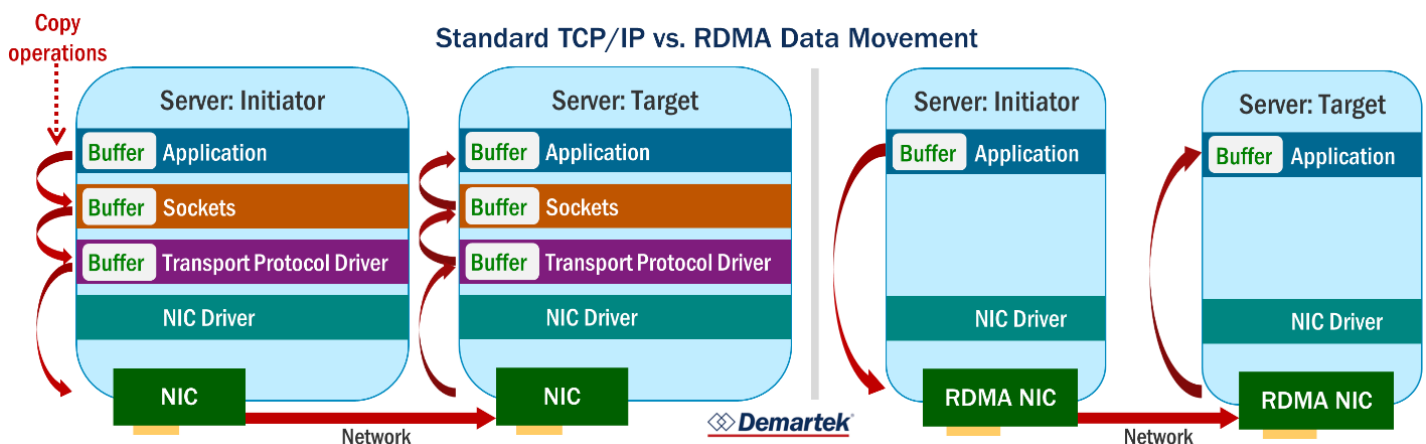 Copy
operations
Standard TCP/IP vs. RDMA Data Movement
Server: Initiator
Buffer Application
Buffer Sockets
Buffer Transport Protocol Driver
NIC Driver
NIC
Server: Target
Buffer Application
Buffer Sockets
Buffer Transport Protocol Driver
NIC Driver
NIC
Network
Demartek®
Server: Initiator
Buffer Application
NIC Driver
RDMA NIC
Server: Target
Buffer Application
NIC Driver
RDMA NIC
Network